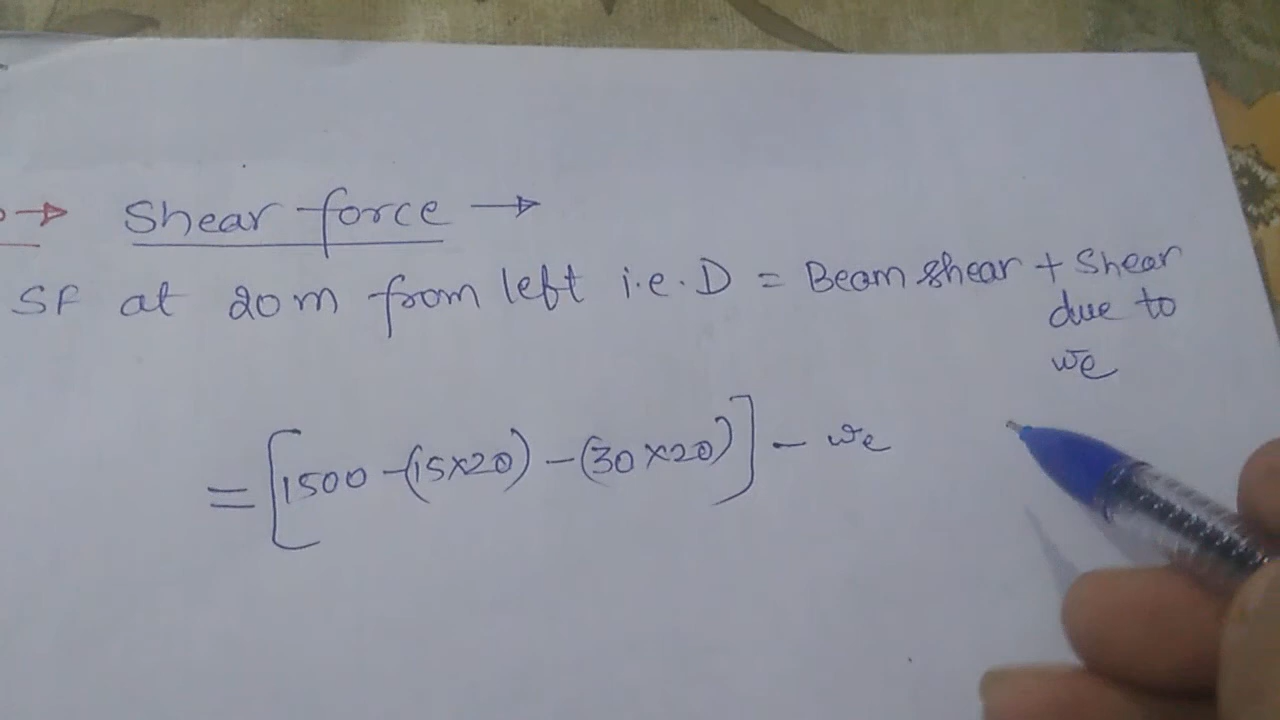 → Shear force →
SF at 20m from left i.e. D = Beam shear + Shear
due to
we
= [1500 - (15×20) - (30×20)] - we